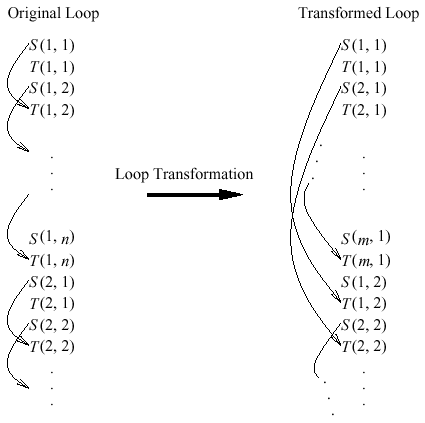 Original Loop
S(1, 1)
T(1, 1)
S(1, 2)
T(1, 2)
.
.
.
S(1, n)
T(1, n)
S(2, 1)
T(2, 1)
S(2, 2)
T(2, 2)
.
.
.
Loop Transformation
Transformed Loop
S(1, 1)
T(1, 1)
S(2, 1)
T(2, 1)
.
.
.
S(m, 1)
T(m, 1)
S(1, 2)
T(1, 2)
S(2, 2)
T(2, 2)
.
.
.